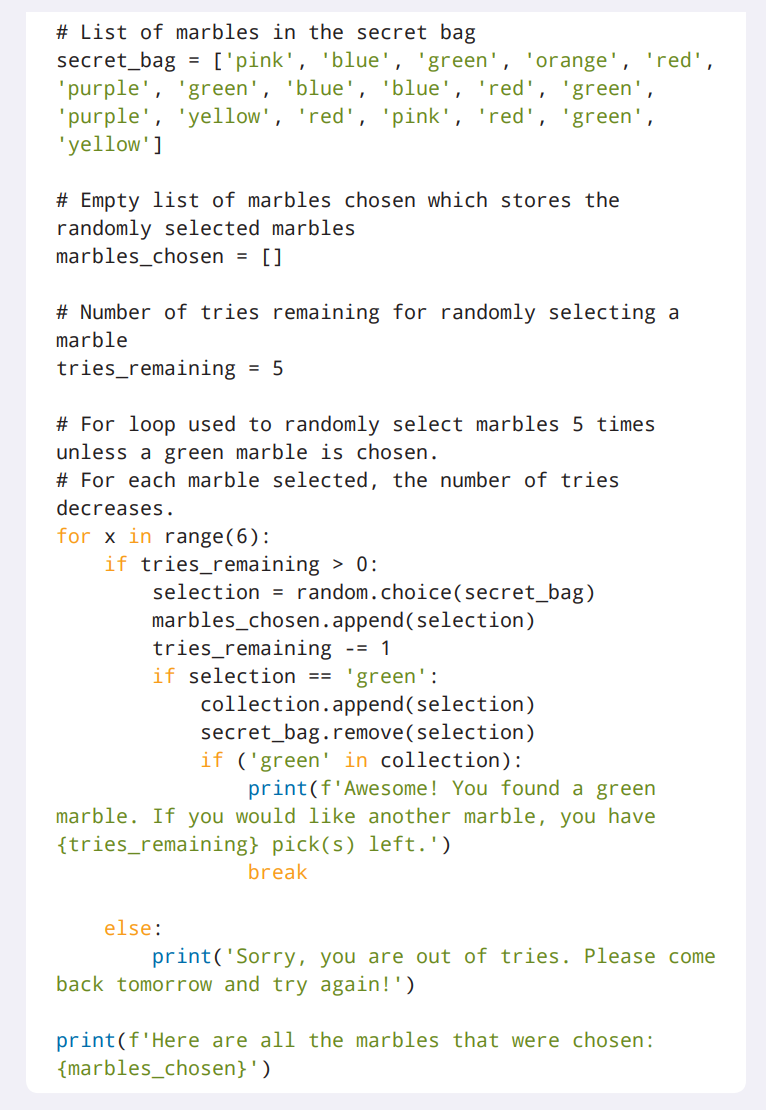 # List of marbles in the secret bag
secret_bag = ['pink', 'blue', 'green', 'orange', 'red',
'purple', 'green', 'blue', 'blue', 'red', 'green',
'purple', 'yellow', 'red', 'pink', 'red', 'green',
'yellow']

# Empty list of marbles chosen which stores the
randomly selected marbles
marbles_chosen = []

# Number of tries remaining for randomly selecting a
marble
tries_remaining = 5

# For loop used to randomly select marbles 5 times
unless a green marble is chosen.
# For each marble selected, the number of tries
decreases.
for x in range(6):
    if tries_remaining > 0:
        selection = random.choice(secret_bag)
        marbles_chosen.append(selection)
        tries_remaining -= 1
        if selection == 'green':
            collection.append(selection)
            secret_bag.remove(selection)
            if ('green' in collection):
                print(f'Awesome! You found a green
marble. If you would like another marble, you have
{tries_remaining} pick(s) left.')
                break

    else:
        print('Sorry, you are out of tries. Please come
back tomorrow and try again!')

print(f'Here are all the marbles that were chosen:
{marbles_chosen}')